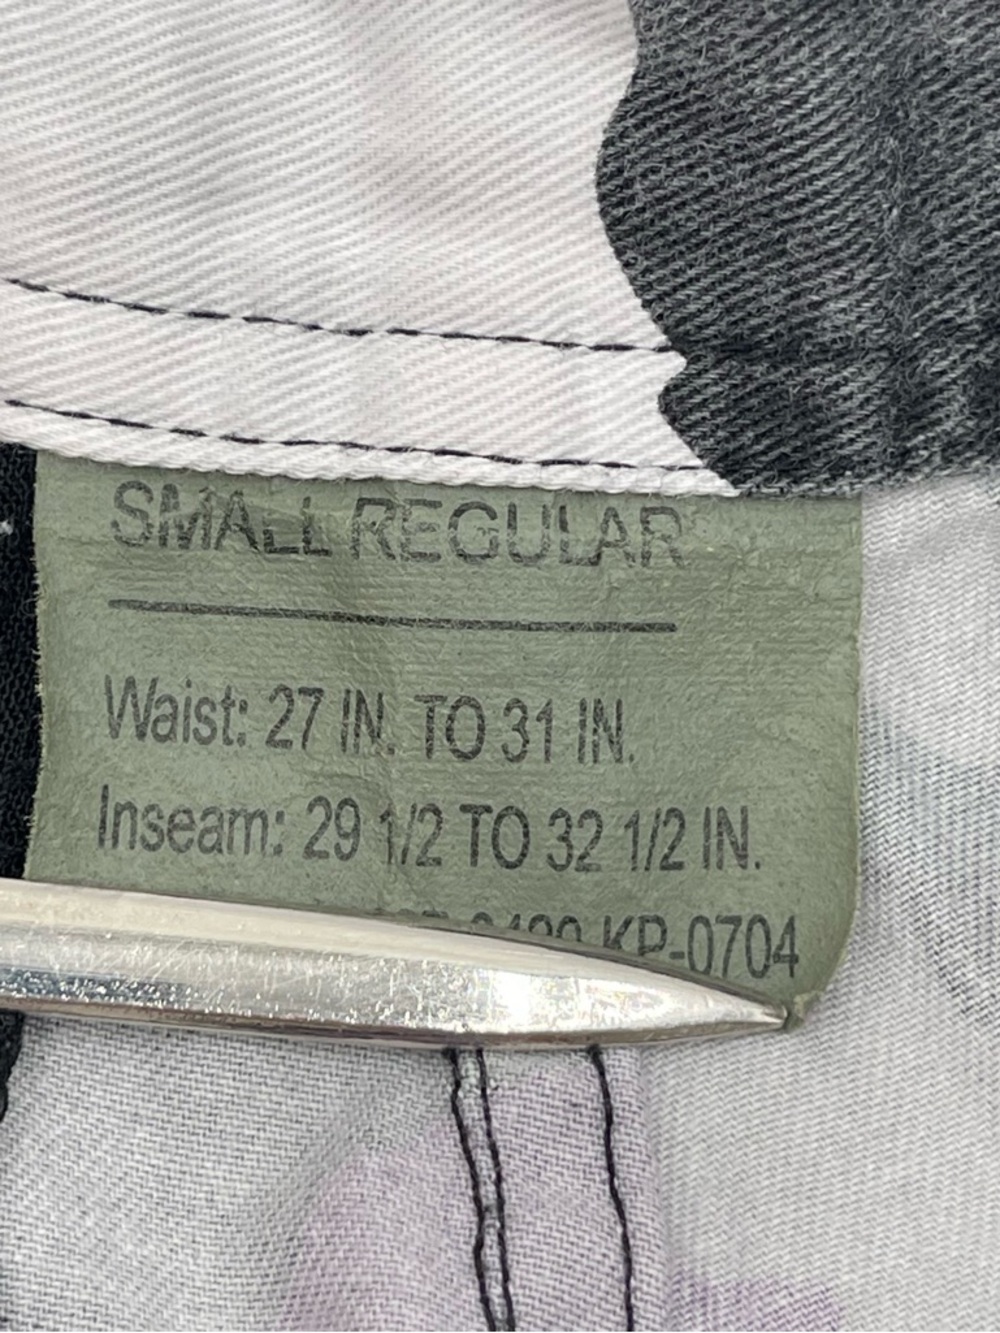 SMALL REGULAR
Waist: 27 IN. TO 31 IN.
Inseam: 29 1/2 TO 32 1/2 IN.
KP-0704